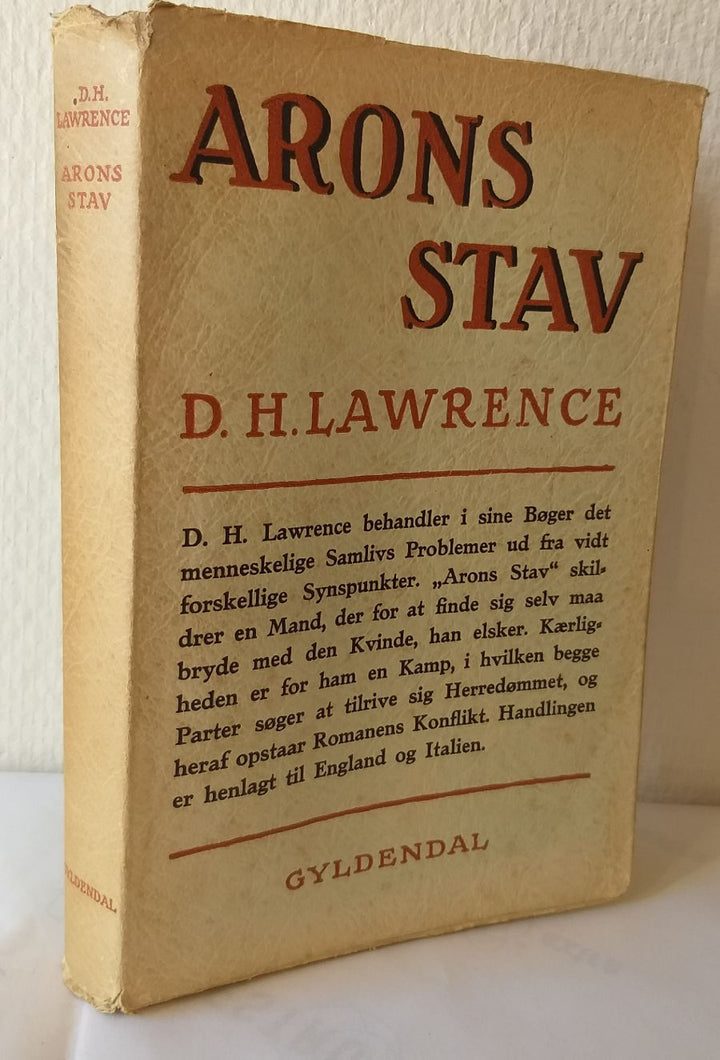 D.H.
LAWRENCE
ARONS
STAV
GYLDENDAL
ARONS
STAV
D. H. LAWRENCE
D. H. Lawrence behandler i sine Bøger det
menneskelige Samlivs Problemer ud fra vidt
forskellige Synspunkter. „Arons Stav“ skil-
drer en Mand, der for at finde sig selv maa
bryde med den Kvinde, han elsker. Kærlig-
heden er for ham en Kamp, i hvilken begge
Parter søger at tilrive sig Herredømmet, og
heraf opstaar Romanens Konflikt. Handlingen
er henlagt til England og Italien.
GYLDENDAL